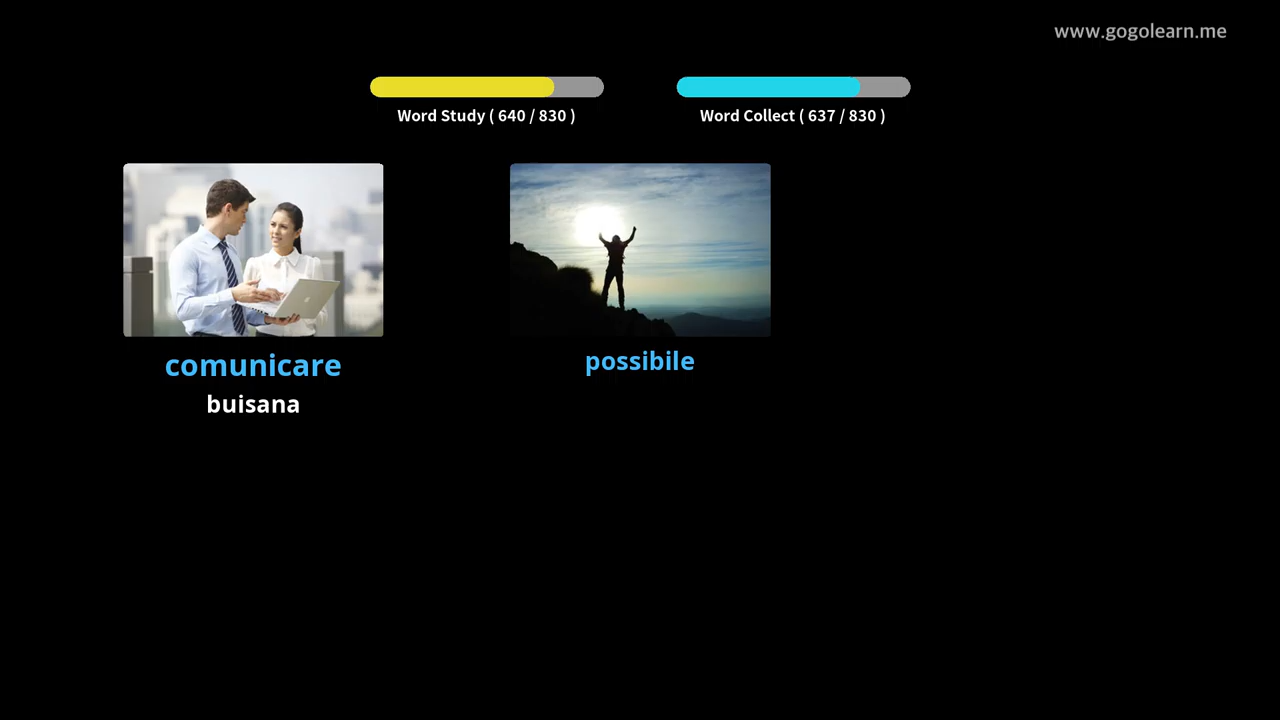 www.gogolearn.me
Word Study ( 640 / 830 )
Word Collect ( 637 / 830 )
comunicare
buisana
possibile